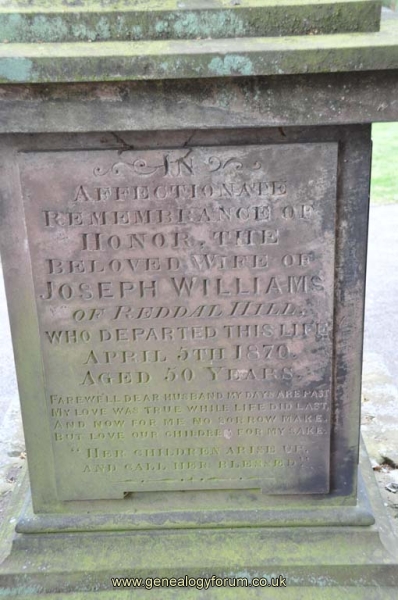 IN
AFFECTIONATE
REMEMBRANCE OF
HONOR, THE
BELOVED WIFE OF
JOSEPH WILLIAMS
OF REDDAL HILL,
WHO DEPARTED THIS LIFE
APRIL 5TH 1870,
AGED 50 YEARS.
FAREWELL DEAR HUSBAND MY DAYS ARE PAST
MY LOVE WAS TRUE WHILE LIFE DID LAST
AND NOW FOR ME NO SORROW MAKE,
BUT LOVE OUR CHILDREN FOR MY SAKE.
"HER CHILDREN ARISE UP,
AND CALL HER BLESSED"
www.genealogyforum.co.uk